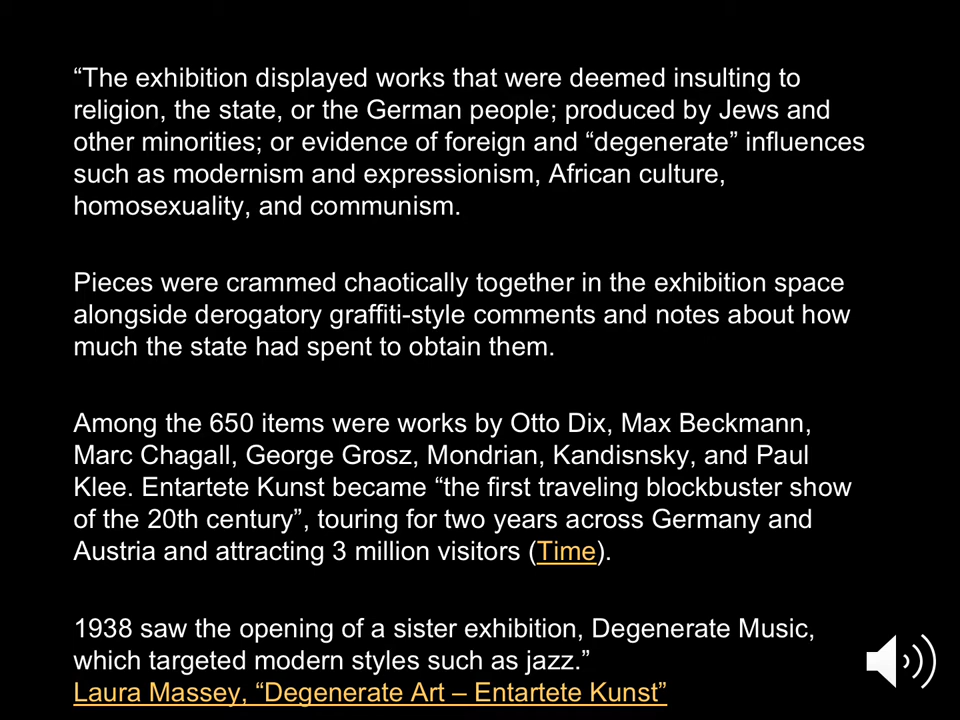 “The exhibition displayed works that were deemed insulting to
religion, the state, or the German people; produced by Jews and
other minorities; or evidence of foreign and “degenerate” influences
such as modernism and expressionism, African culture,
homosexuality, and communism.
Pieces were crammed chaotically together in the exhibition space
alongside derogatory graffiti-style comments and notes about how
much the state had spent to obtain them.
Among the 650 items were works by Otto Dix, Max Beckmann,
Marc Chagall, George Grosz, Mondrian, Kandisnsky, and Paul
Klee. Entartete Kunst became “the first traveling blockbuster show
of the 20th century”, touring for two years across Germany and
Austria and attracting 3 million visitors (Time).
1938 saw the opening of a sister exhibition, Degenerate Music,
which targeted modern styles such as jazz.”
Laura Massey, “Degenerate Art – Entartete Kunst”